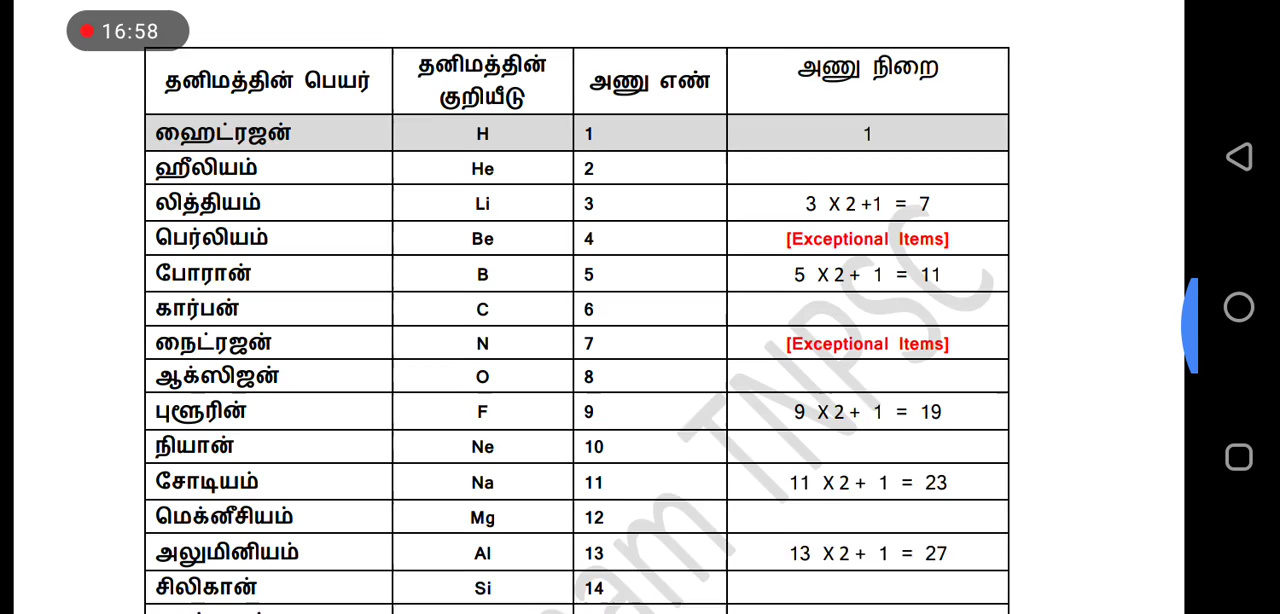 16:58
தனிமத்தின் பெயர் தனிமத்தின் குறியீடு அணு எண் அணு நிறை
ஹைட்ரஜன் H 1 1
ஹீலியம் He 2
லித்தியம் Li 3 3 X 2 +1 = 7
பெர்லியம் Be 4 [Exceptional Items]
போரான் B 5 5 X 2 + 1 = 11
கார்பன் C 6
நைட்ரஜன் N 7 [Exceptional Items]
ஆக்ஸிஜன் O 8
புளூரின் F 9 9 X 2 + 1 = 19
நியான் Ne 10
சோடியம் Na 11 11 X 2 + 1 = 23
மெக்னீசியம் Mg 12
அலுமினியம் Al 13 13 X 2 + 1 = 27
சிலிகான் Si 14
TNPSC